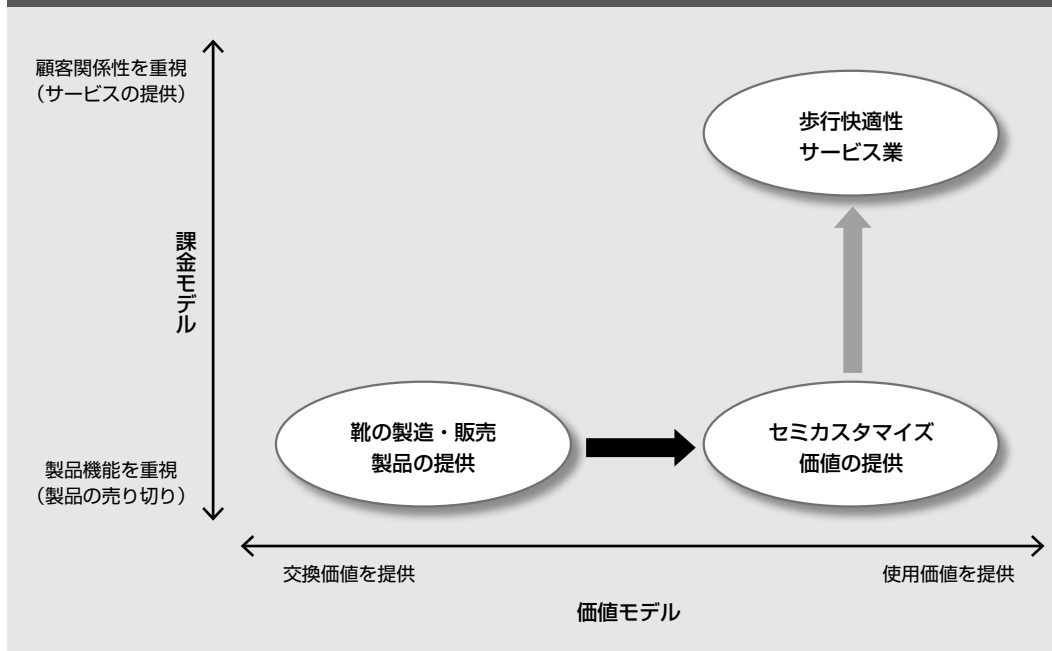 顧客関係性を重視
（サービスの提供）
歩行快適性
サービス業
課金モデル
靴の製造・販売
製品の提供
セミカスタマイズ
価値の提供
製品機能を重視
（製品の売り切り）
交換価値を提供
使用価値を提供
価値モデル